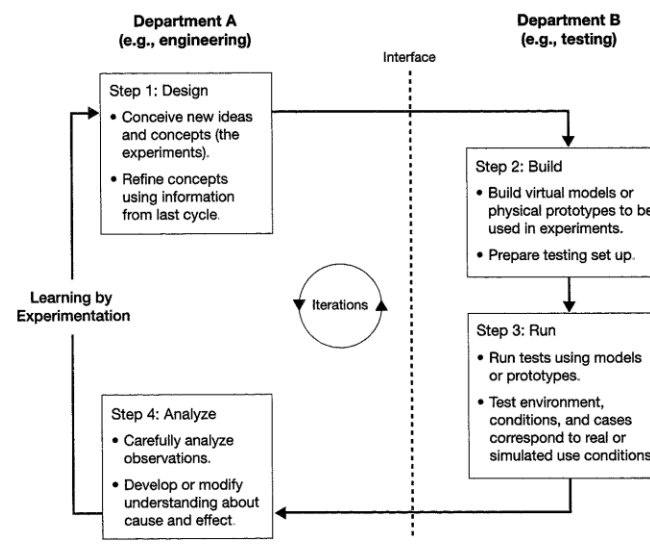 Department A
(e.g., engineering)
Department B
(e.g., testing)
Interface
Step 1: Design
• Conceive new ideas
and concepts (the
experiments).
• Refine concepts
using information
from last cycle.
Step 2: Build
• Build virtual models or
physical prototypes to be
used in experiments.
• Prepare testing set up.
Learning by
Experimentation
Iterations
Step 3: Run
• Run tests using models
or prototypes.
• Test environment,
conditions, and cases
correspond to real or
simulated use conditions
Step 4: Analyze
• Carefully analyze
observations.
• Develop or modify
understanding about
cause and effect.